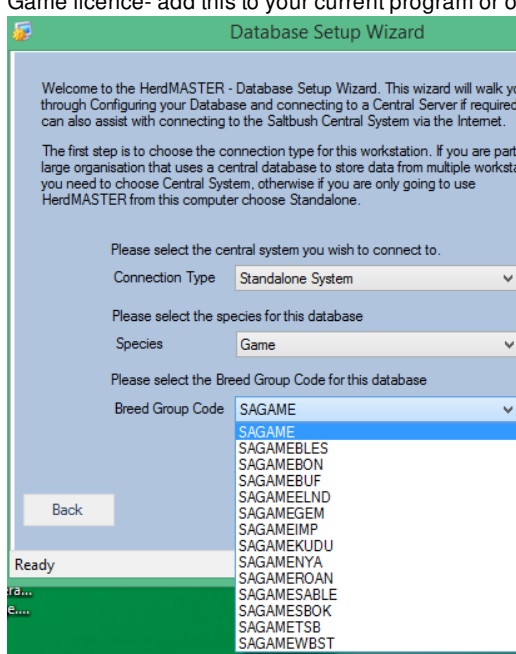 Game licence- add this to your current program or o
Database Setup Wizard
Welcome to the HerdMASTER - Database Setup Wizard. This wizard will walk yo
through Configuring your Database and connecting to a Central Server if required
can also assist with connecting to the Saltbush Central System via the Internet.
The first step is to choose the connection type for this workstation. If you are part
large organisation that uses a central database to store data from multiple worksta
you need to choose Central System, otherwise if you are only going to use
HerdMASTER from this computer choose Standalone.
Please select the central system you wish to connect to.
Connection Type Standalone System
Please select the species for this database
Species Game
Please select the Breed Group Code for this database
Breed Group Code SAGAME
SAGAME
SAGAMEBLES
SAGAMEBON
SAGAMEBUF
SAGAMEELND
SAGAMEGEM
SAGAMEIMP
SAGAMEKUDU
SAGAMENYA
SAGAMEROAN
SAGAMESABLE
SAGAMESBOK
SAGAMETSB
SAGAMEWBST
Back
Ready